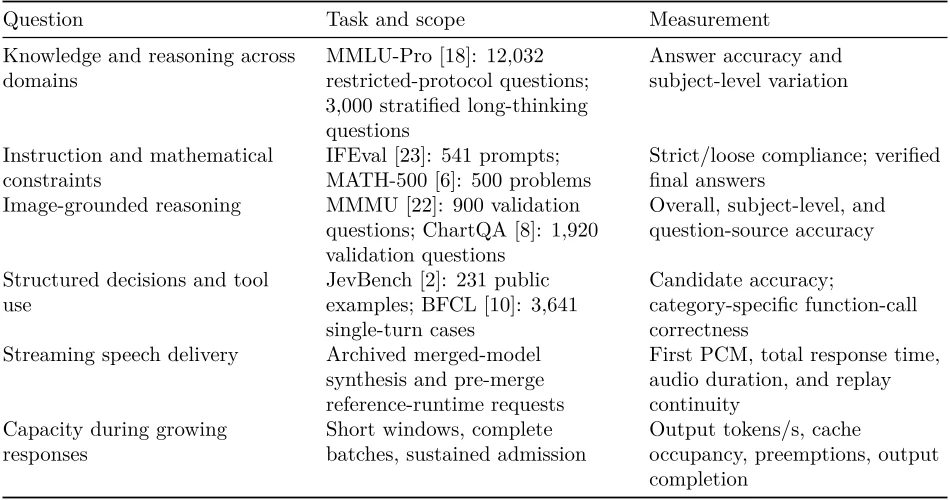 Question Task and scope Measurement
Knowledge and reasoning across MMLU-Pro [18]: 12,032 Answer accuracy and
domains restricted-protocol questions; subject-level variation
3,000 stratified long-thinking
questions
Instruction and mathematical IFEval [23]: 541 prompts; Strict/loose compliance; verified
constraints MATH-500 [6]: 500 problems final answers
Image-grounded reasoning MMMU [22]: 900 validation Overall, subject-level, and
questions; ChartQA [8]: 1,920 question-source accuracy
validation questions
Structured decisions and tool JevBench [2]: 231 public Candidate accuracy;
use examples; BFCL [10]: 3,641 category-specific function-call
single-turn cases correctness
Streaming speech delivery Archived merged-model First PCM, total response time,
synthesis and pre-merge audio duration, and replay
reference-runtime requests continuity
Capacity during growing Short windows, complete Output tokens/s, cache
responses batches, sustained admission occupancy, preemptions, output
completion